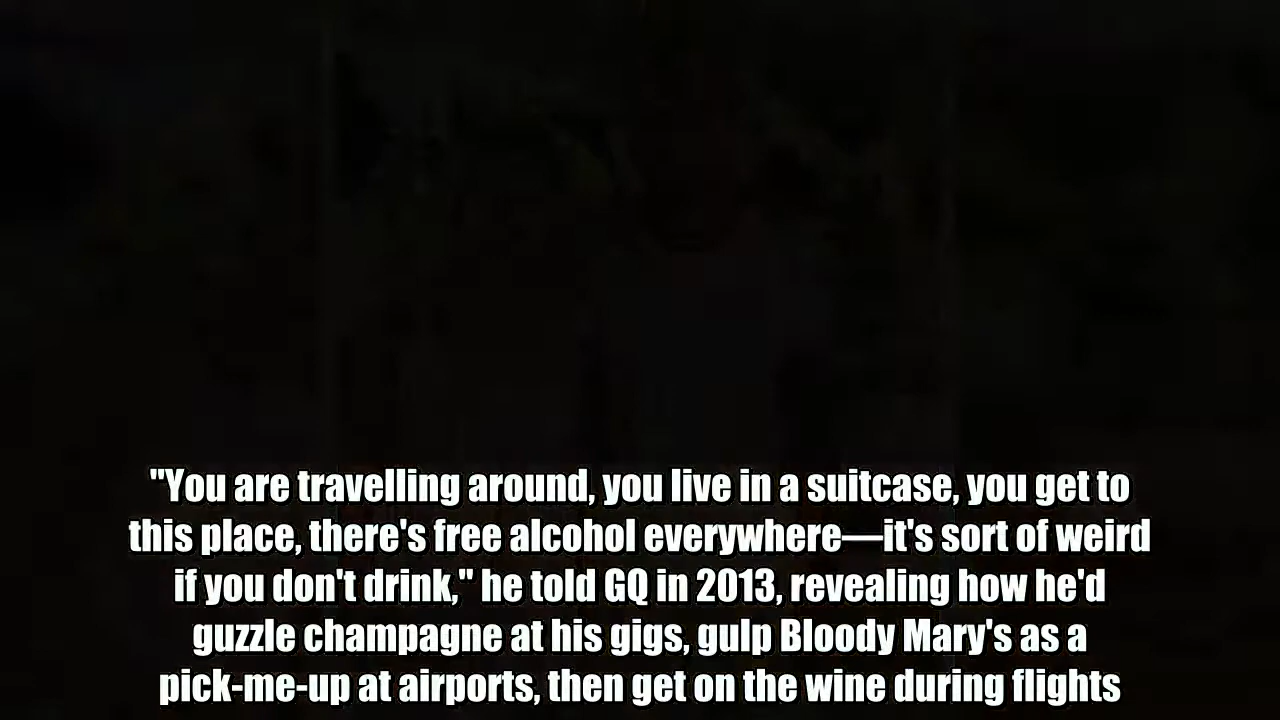 "You are travelling around, you live in a suitcase, you get to
this place, there's free alcohol everywhere—it's sort of weird
if you don't drink," he told GQ in 2013, revealing how he'd
guzzle champagne at his gigs, gulp Bloody Mary's as a
pick-me-up at airports, then get on the wine during flights